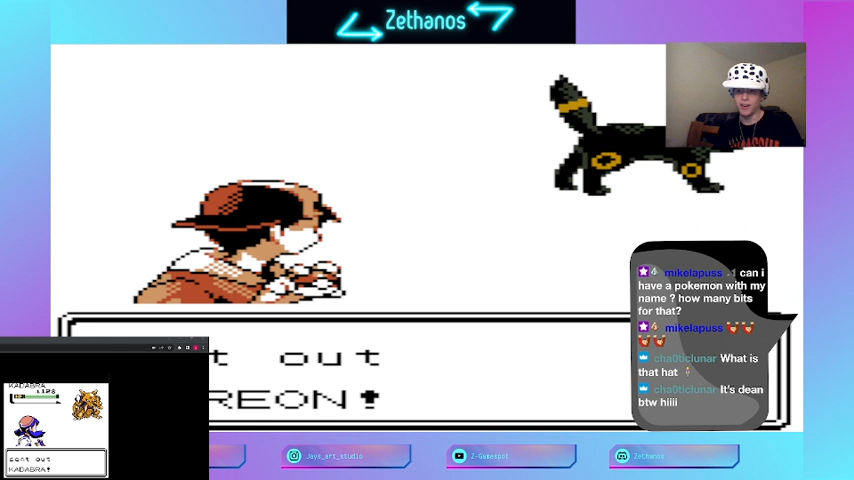 Zethanos
mikelapuss :1 can i
have a pokemon with my
name ? how many bits
for that?
mikelapuss
cha0ticlunar What is
that hat
cha0ticlunar It's dean
btw hiiii
t out
REON!
KADABRA
sent out
KADABRA!
Jays_art_studio
Z-Gamespot
Zethanos